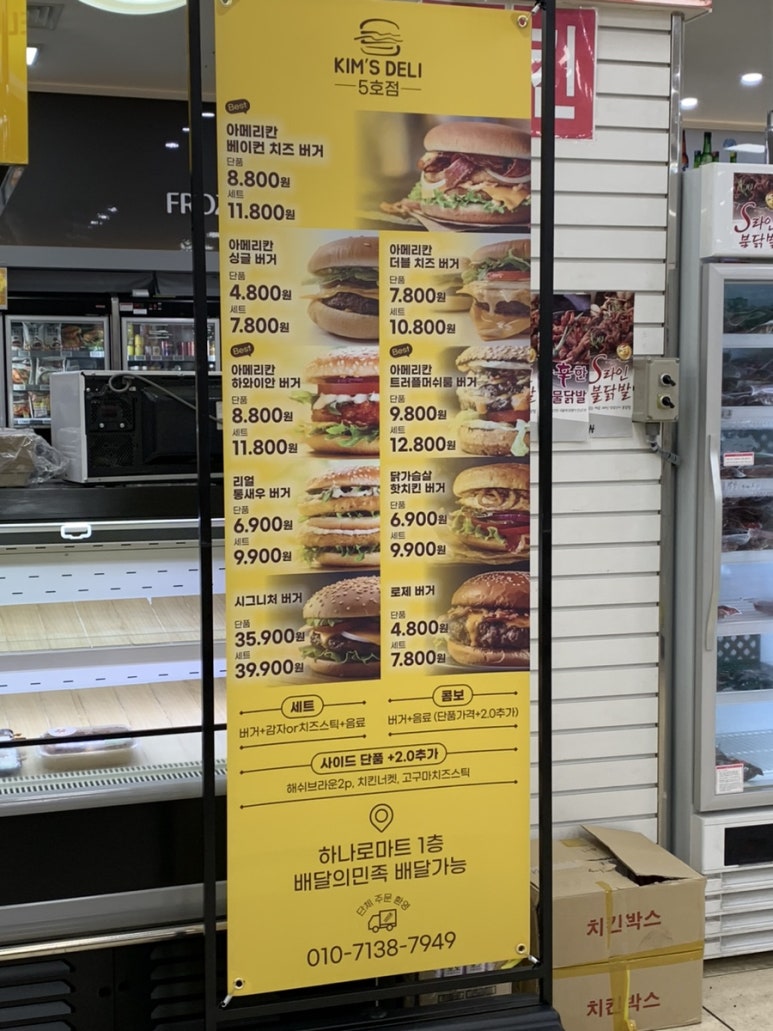 KIM'S DELI
5호점
Best
아메리칸
베이컨 치즈 버거
단품
8.800원
세트
11.800원
아메리칸
싱글 버거
단품
4.800원
세트
7.800원
아메리칸
더블 치즈 버거
단품
7.800원
세트
10.800원
Best
아메리칸
하와이안 버거
단품
8.800원
세트
11.800원
Best
아메리칸
트러플머쉬룸 버거
단품
9.800원
세트
12.800원
리얼
통새우 버거
단품
6.900원
세트
9.900원
닭가슴살
핫치킨 버거
단품
6.900원
세트
9.900원
시그니처 버거
단품
35.900원
세트
39.900원
로제 버거
단품
4.800원
세트
7.800원
세트
버거+감자or치즈스틱+음료
콤보
버거+음료 (단품가격+2.0추가)
사이드 단품 +2.0추가
해쉬브라운2p, 치킨너켓, 고구마치즈스틱
하나로마트 1층
배달의민족 배달가능
단체 주문 환영
010-7138-7949
FROZ
S라인
불닭발
한 S라인
불닭발
치킨박스
치킨박스